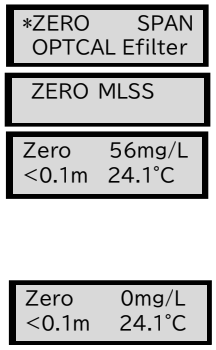 *ZERO SPAN
OPTCAL Efilter
ZERO MLSS
Zero 56mg/L
<0.1m 24.1°C
Zero 0mg/L
<0.1m 24.1°C